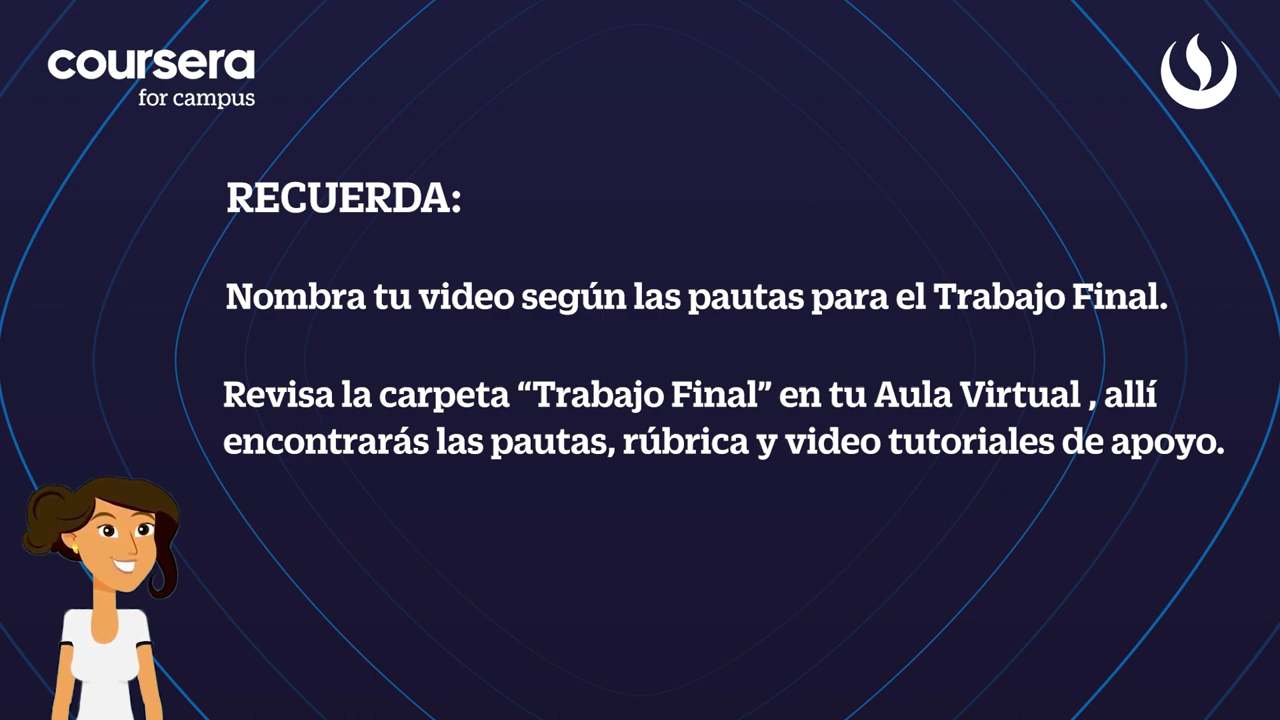 coursera
for campus
RECUERDA:
Nombra tu video según las pautas para el Trabajo Final.
Revisa la carpeta “Trabajo Final” en tu Aula Virtual , allí
encontrarás las pautas, rúbrica y video tutoriales de apoyo.